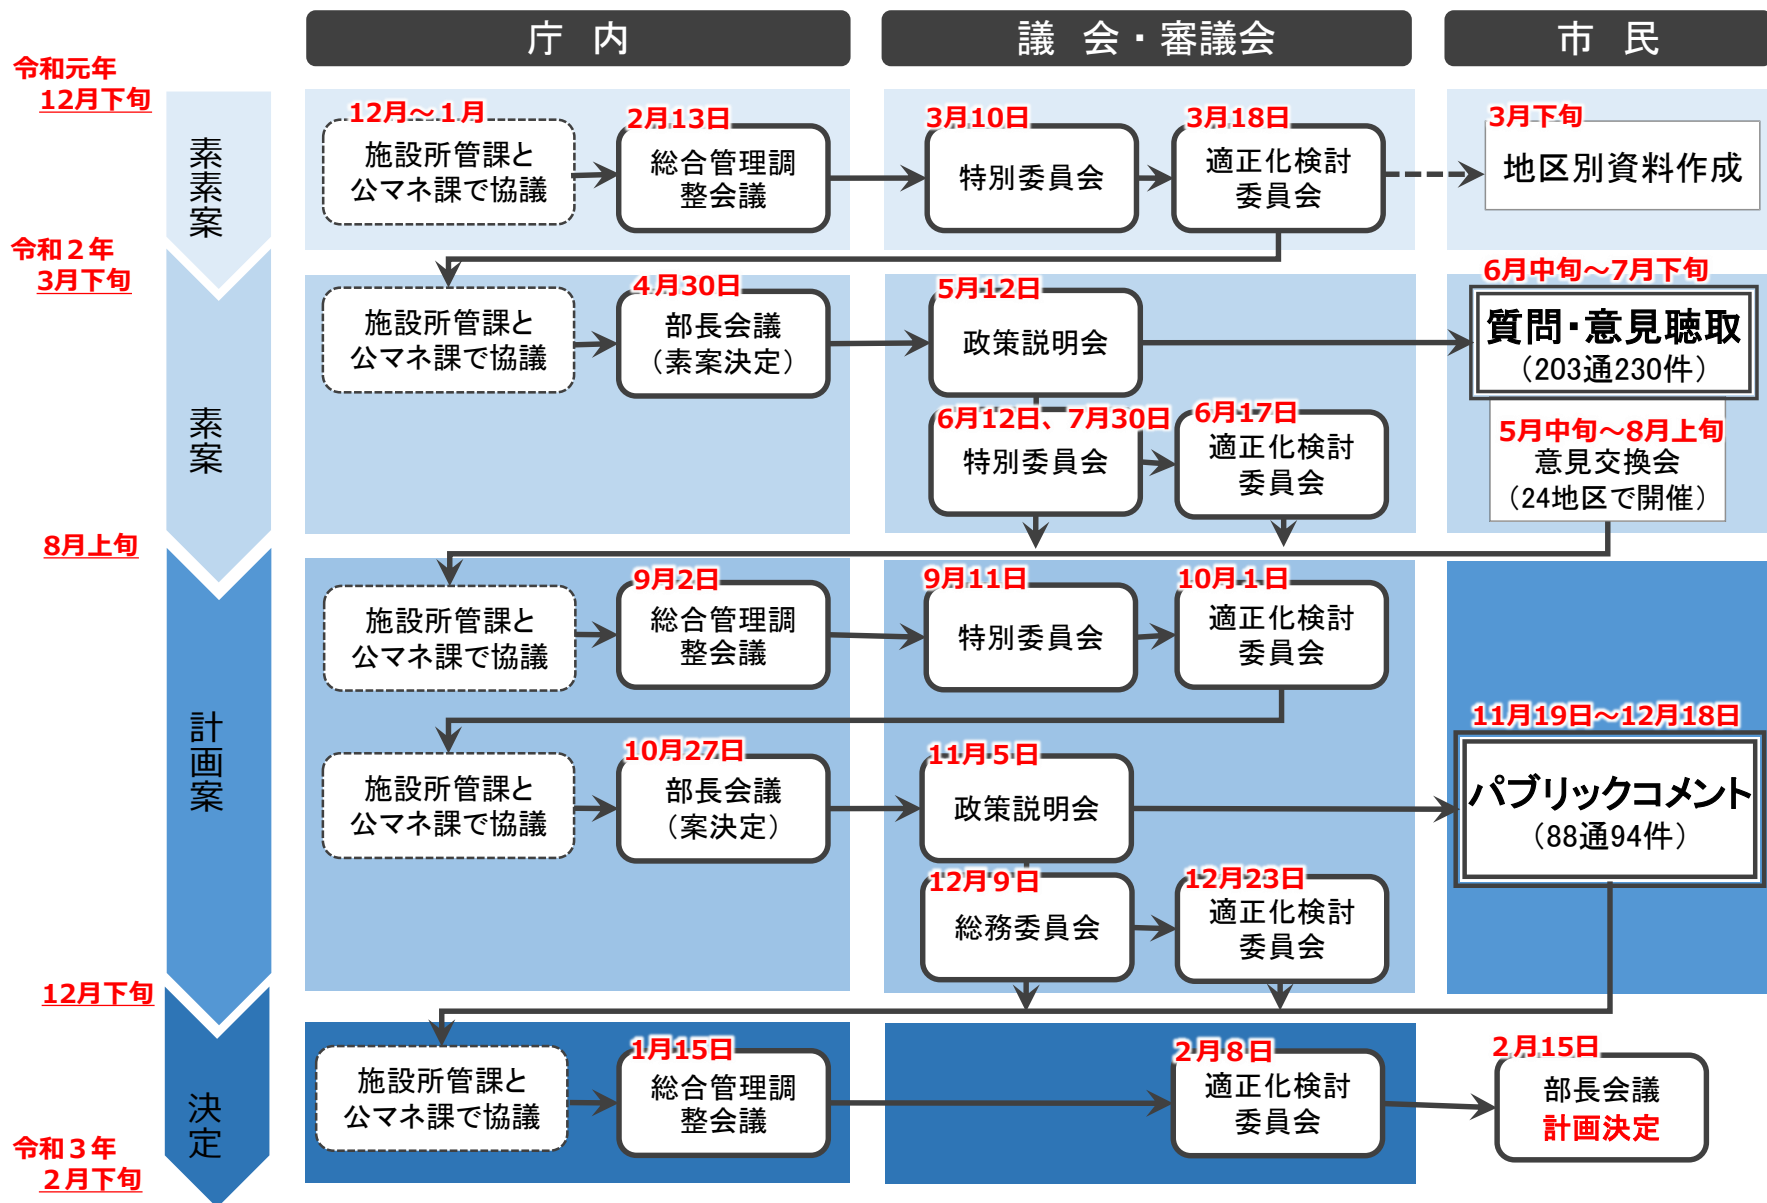 庁 内
議 会・審議会
市 民
令和元年
12月下旬
素素案
12月～1月
施設所管課と
公マネ課で協議
2月13日
総合管理調
整会議
3月10日
特別委員会
3月18日
適正化検討
委員会
3月下旬
地区別資料作成
令和２年
3月下旬
素案
施設所管課と
公マネ課で協議
4月30日
部長会議
（素案決定）
5月12日
政策説明会
6月中旬～7月下旬
質問・意見聴取
（203通230件）
6月12日、7月30日
特別委員会
6月17日
適正化検討
委員会
5月中旬～8月上旬
意見交換会
（24地区で開催）
8月上旬
計画案
施設所管課と
公マネ課で協議
9月2日
総合管理調
整会議
9月11日
特別委員会
10月1日
適正化検討
委員会
施設所管課と
公マネ課で協議
10月27日
部長会議
（案決定）
11月5日
政策説明会
11月19日～12月18日
パブリックコメント
（88通94件）
12月9日
総務委員会
12月23日
適正化検討
委員会
12月下旬
決定
施設所管課と
公マネ課で協議
1月15日
総合管理調
整会議
2月8日
適正化検討
委員会
2月15日
部長会議
計画決定
令和３年
2月下旬